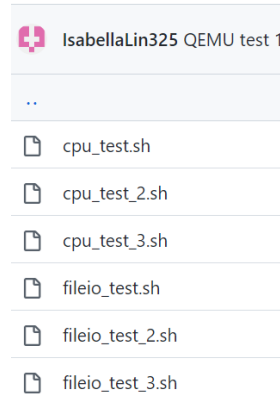 IsabellaLin325 QEMU test 1
..
cpu_test.sh
cpu_test_2.sh
cpu_test_3.sh
fileio_test.sh
fileio_test_2.sh
fileio_test_3.sh